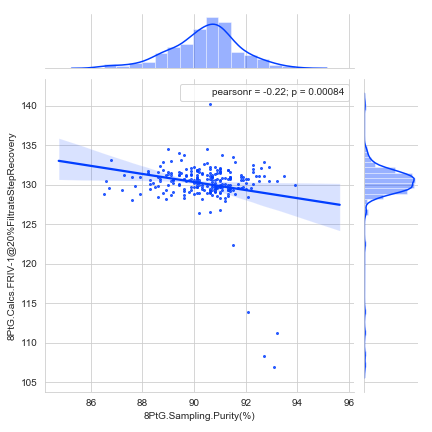 pearsonr = -0.22; p = 0.00084
140
135
130
125
120
115
110
105
8PtG.Calcs.FRIV-1@20%FiltrateStepRecovery
86 88 90 92 94 96
8PtG.Sampling.Purity(%)